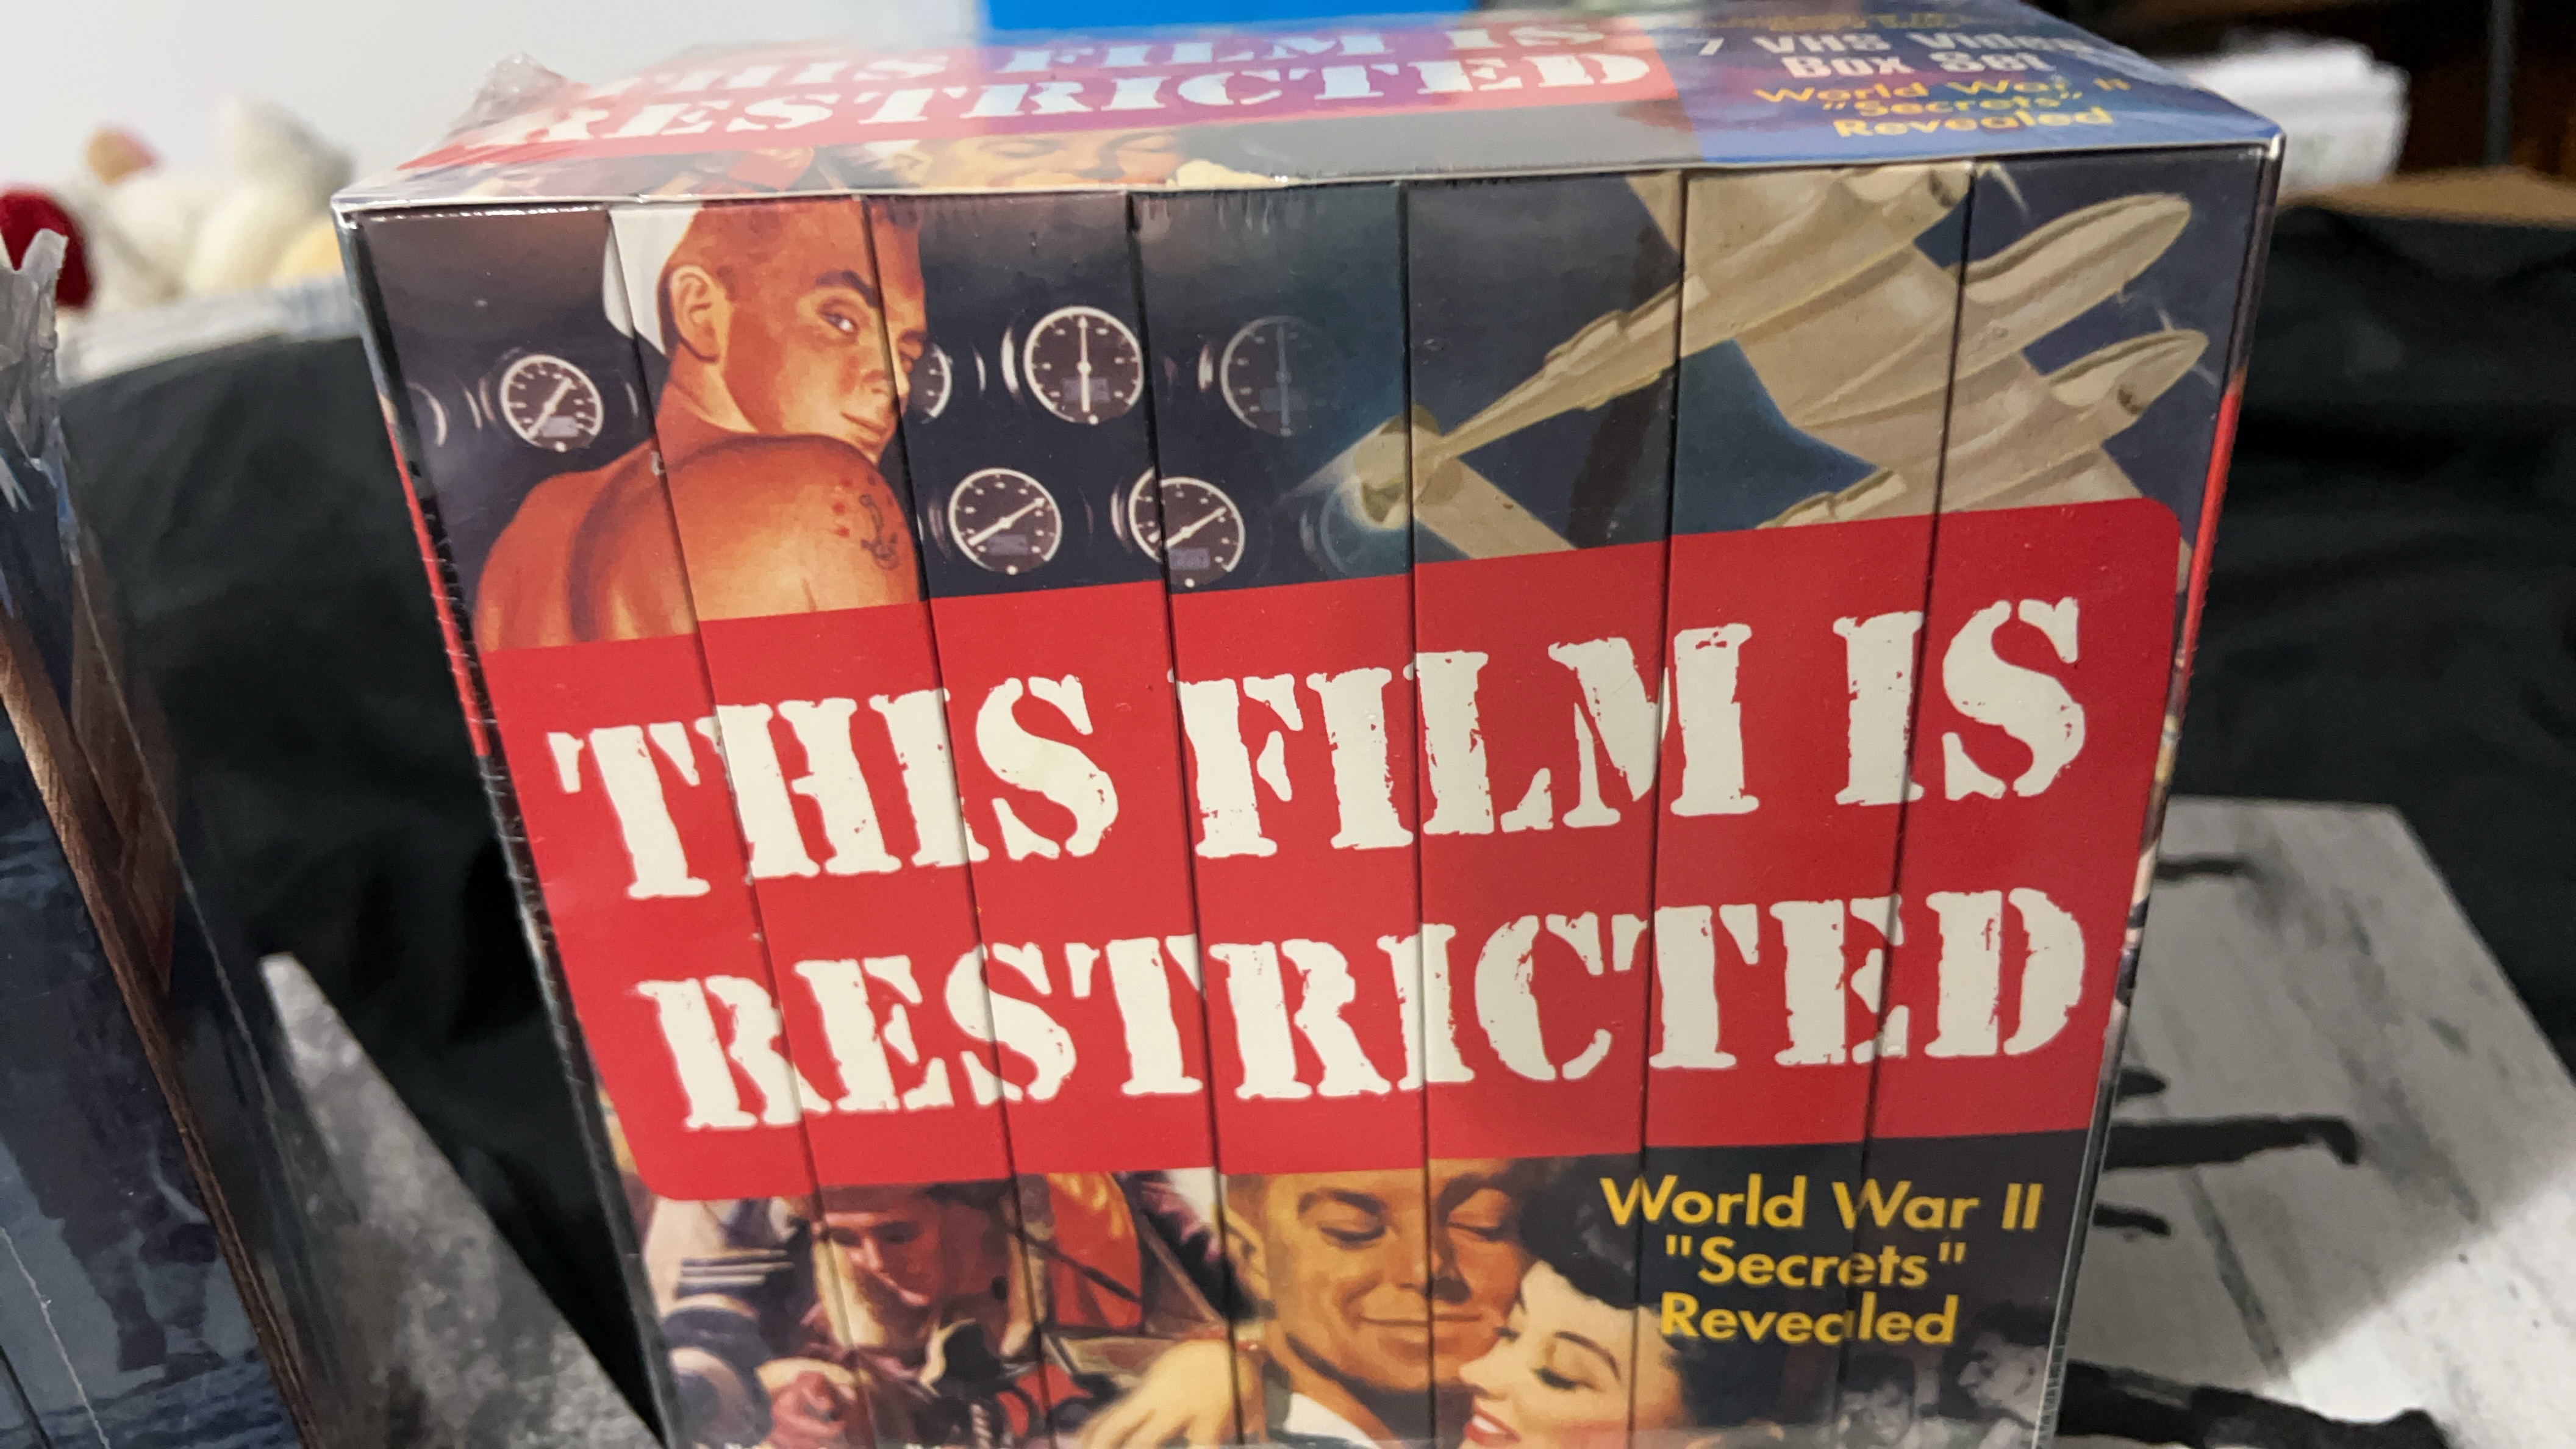 THIS FILM IS
RESTRICTED
7 VHS Video
Box Set
World War II
"Secrets"
Revealed
THIS FILM IS
RESTRICTED
World War II
"Secrets"
Revealed